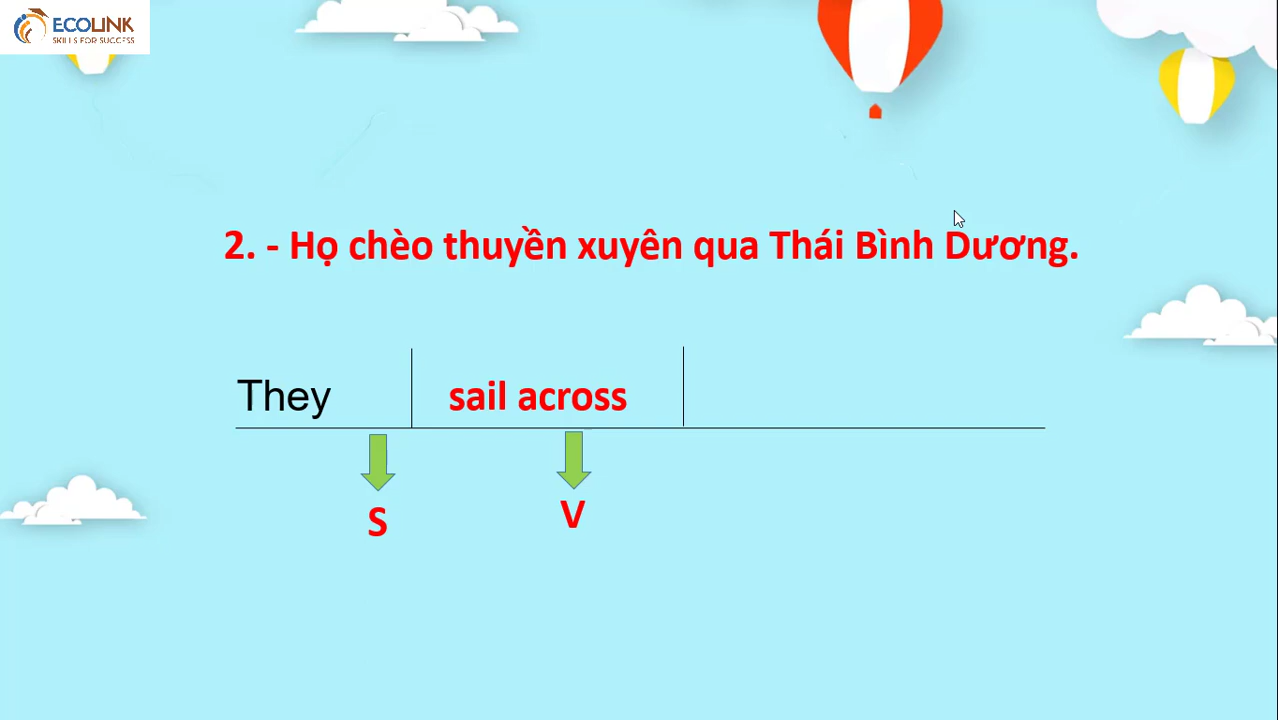 ECOLINK
SKILLS FOR SUCCESS
2. - Họ chèo thuyền xuyên qua Thái Bình Dương.
They sail across
S V